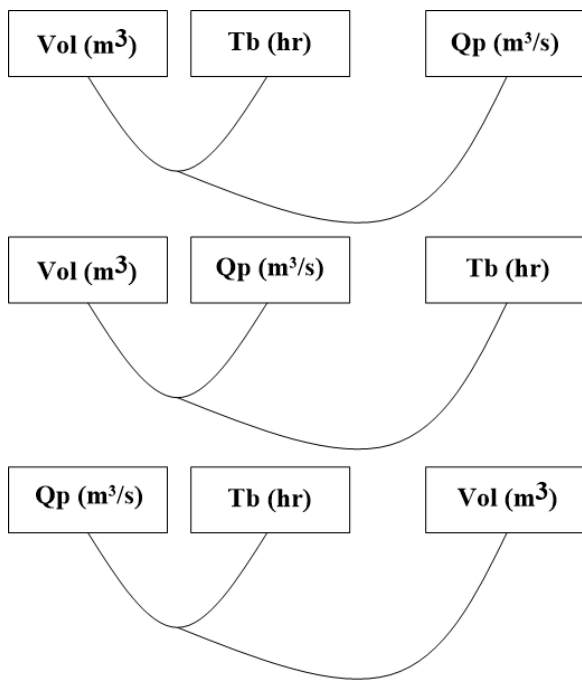 Vol (m³) Tb (hr) Qp (m³/s)
Vol (m³) Qp (m³/s) Tb (hr)
Qp (m³/s) Tb (hr) Vol (m³)